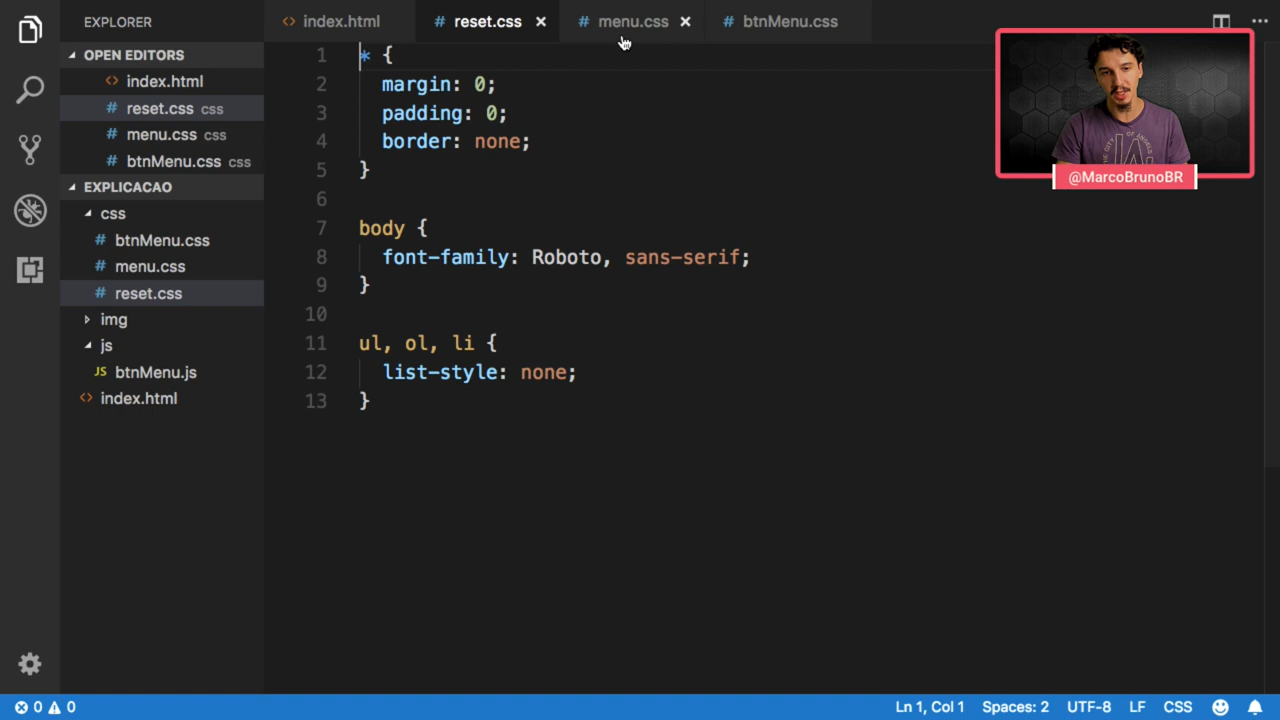 EXPLORER
OPEN EDITORS
index.html
reset.css css
menu.css css
btnMenu.css css
EXPLICACAO
css
btnMenu.css
menu.css
reset.css
img
js
JS btnMenu.js
index.html
index.html
reset.css
menu.css
btnMenu.css
1 * {
2 margin: 0;
3 padding: 0;
4 border: none;
5 }
6
7 body {
8 font-family: Roboto, sans-serif;
9 }
10
11 ul, ol, li {
12 list-style: none;
13 }
THE CITY OF ANGELS
@MarcoBrunoBR
0 0
Ln 1, Col 1 Spaces: 2 UTF-8 LF CSS